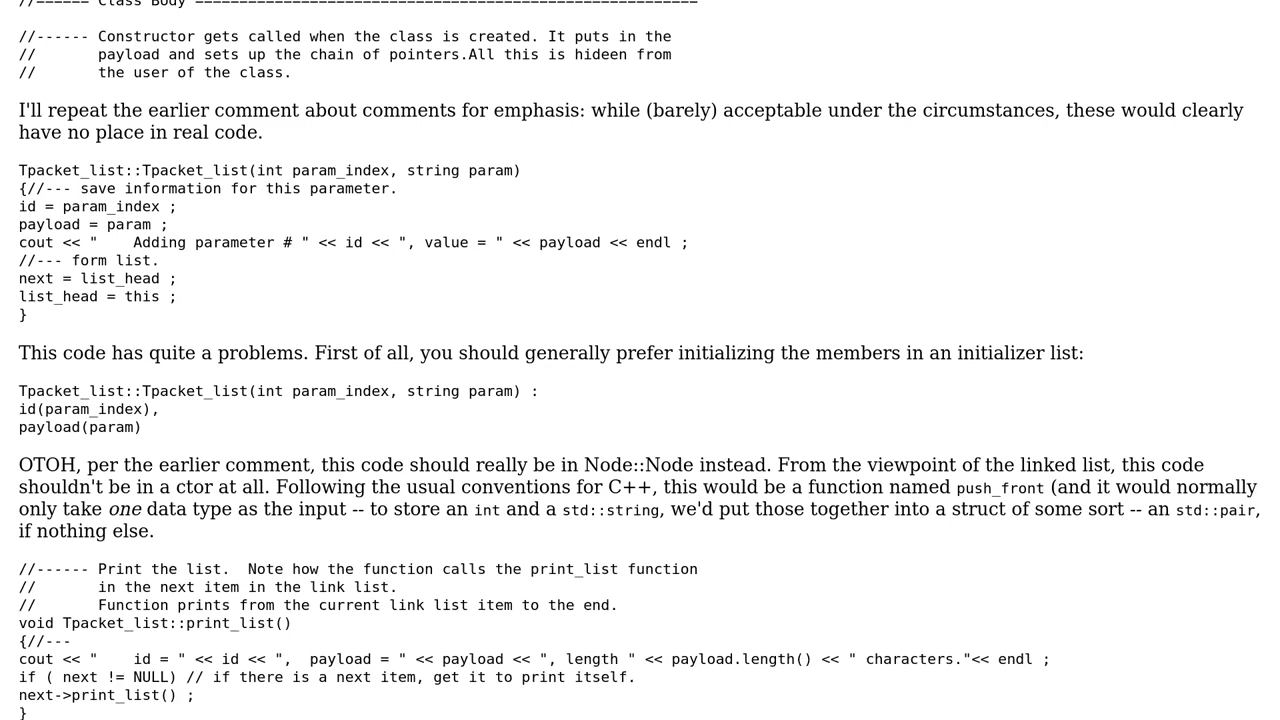 //------ Class Body ---------------------------------------------------------
//------ Constructor gets called when the class is created. It puts in the
//       payload and sets up the chain of pointers.All this is hideen from
//       the user of the class.
I'll repeat the earlier comment about comments for emphasis: while (barely) acceptable under the circumstances, these would clearly
have no place in real code.
Tpacket_list::Tpacket_list(int param_index, string param)
{//--- save information for this parameter.
id = param_index ;
payload = param ;
cout << "    Adding parameter # " << id << ", value = " << payload << endl ;
//--- form list.
next = list_head ;
list_head = this ;
}
This code has quite a problems. First of all, you should generally prefer initializing the members in an initializer list:
Tpacket_list::Tpacket_list(int param_index, string param) :
id(param_index),
payload(param)
OTOH, per the earlier comment, this code should really be in Node::Node instead. From the viewpoint of the linked list, this code
shouldn't be in a ctor at all. Following the usual conventions for C++, this would be a function named push_front (and it would normally
only take one data type as the input -- to store an int and a std::string, we'd put those together into a struct of some sort -- an std::pair,
if nothing else.
//------ Print the list.  Note how the function calls the print_list function
//       in the next item in the link list.
//       Function prints from the current link list item to the end.
void Tpacket_list::print_list()
{//---
cout << "    id = " << id << ",  payload = " << payload << ", length " << payload.length() << " characters."<< endl ;
if ( next != NULL) // if there is a next item, get it to print itself.
next->print_list() ;
}